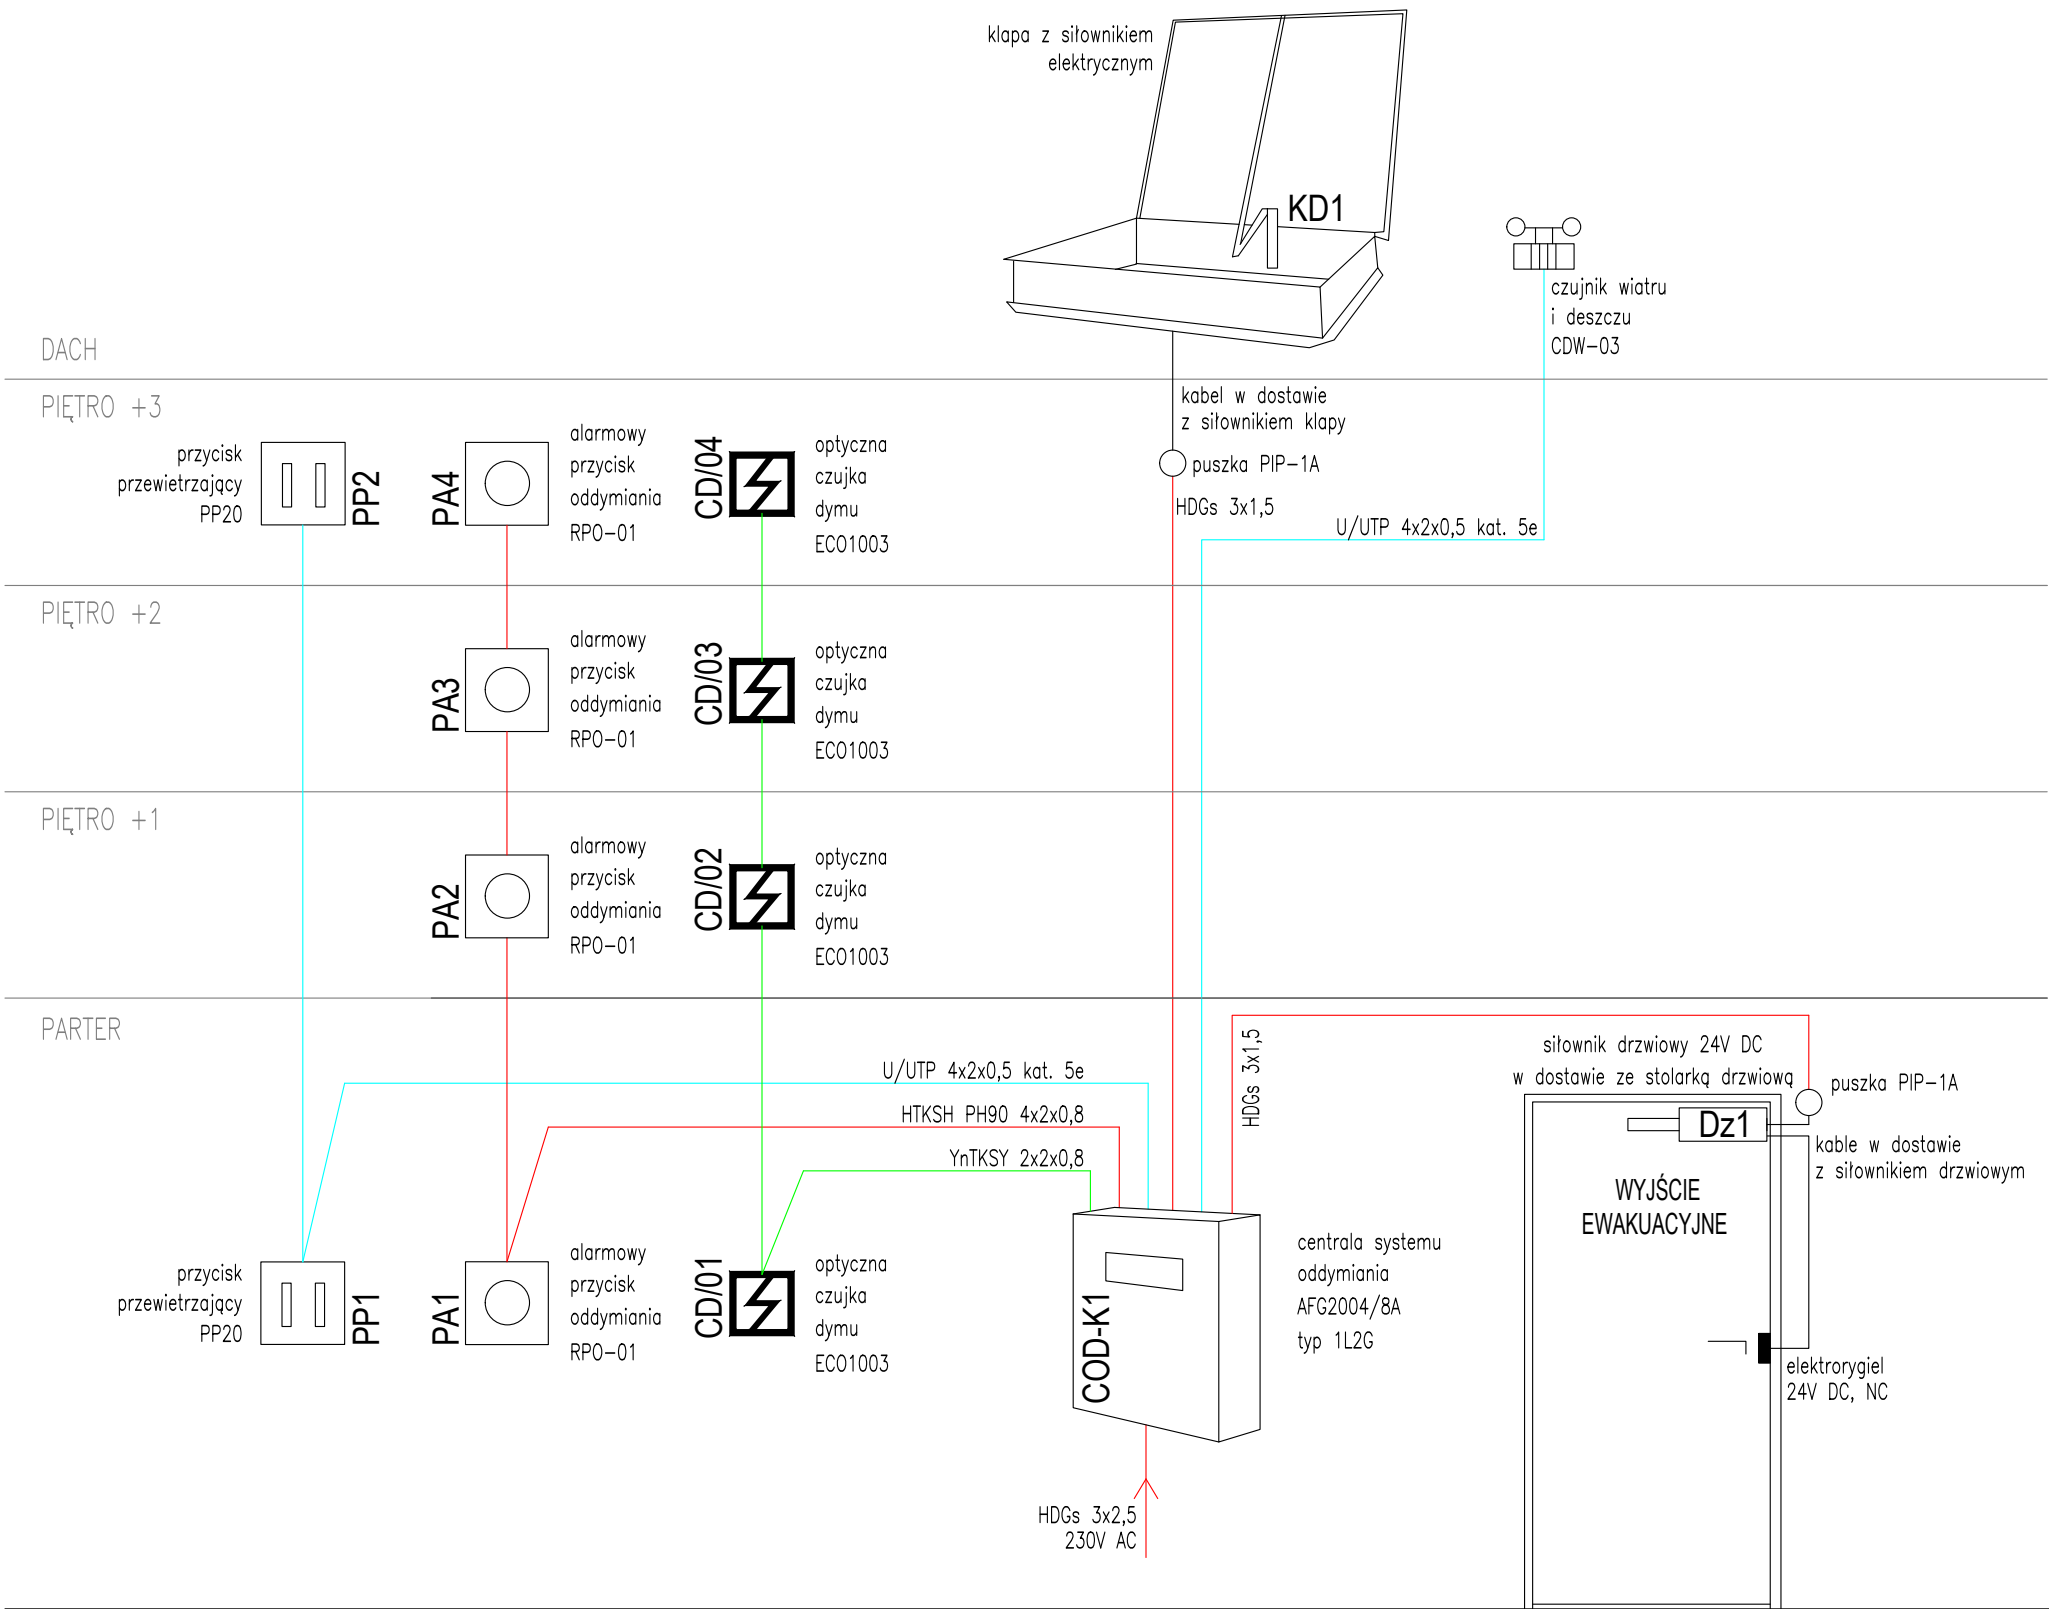 klapa z siłownikiem
elektrycznym
KD1
czujnik wiatru
i deszczu
CDW-03
DACH
PIĘTRO +3
kabel w dostawie
z siłownikiem klapy
puszka PIP-1A
HDGs 3x1,5
U/UTP 4x2x0,5 kat. 5e
przycisk
przewietrzający
PP20
PP2
PA4
alarmowy
przycisk
oddymiania
RPO-01
CD/04
optyczna
czujka
dymu
ECO1003
PIĘTRO +2
PA3
alarmowy
przycisk
oddymiania
RPO-01
CD/03
optyczna
czujka
dymu
ECO1003
PIĘTRO +1
PA2
alarmowy
przycisk
oddymiania
RPO-01
CD/02
optyczna
czujka
dymu
ECO1003
PARTER
U/UTP 4x2x0,5 kat. 5e
HTKSH PH90 4x2x0,8
YnTKSY 2x2x0,8
HDGs 3x1,5
siłownik drzwiowy 24V DC
w dostawie ze stolarką drzwiową
puszka PIP-1A
Dz1
kable w dostawie
z siłownikiem drzwiowym
WYJŚCIE
EWAKUACYJNE
przycisk
przewietrzający
PP20
PP1
PA1
alarmowy
przycisk
oddymiania
RPO-01
CD/01
optyczna
czujka
dymu
ECO1003
COD-K1
centrala systemu
oddymiania
AFG2004/8A
typ 1L2G
elektrorygiel
24V DC, NC
HDGs 3x2,5
230V AC